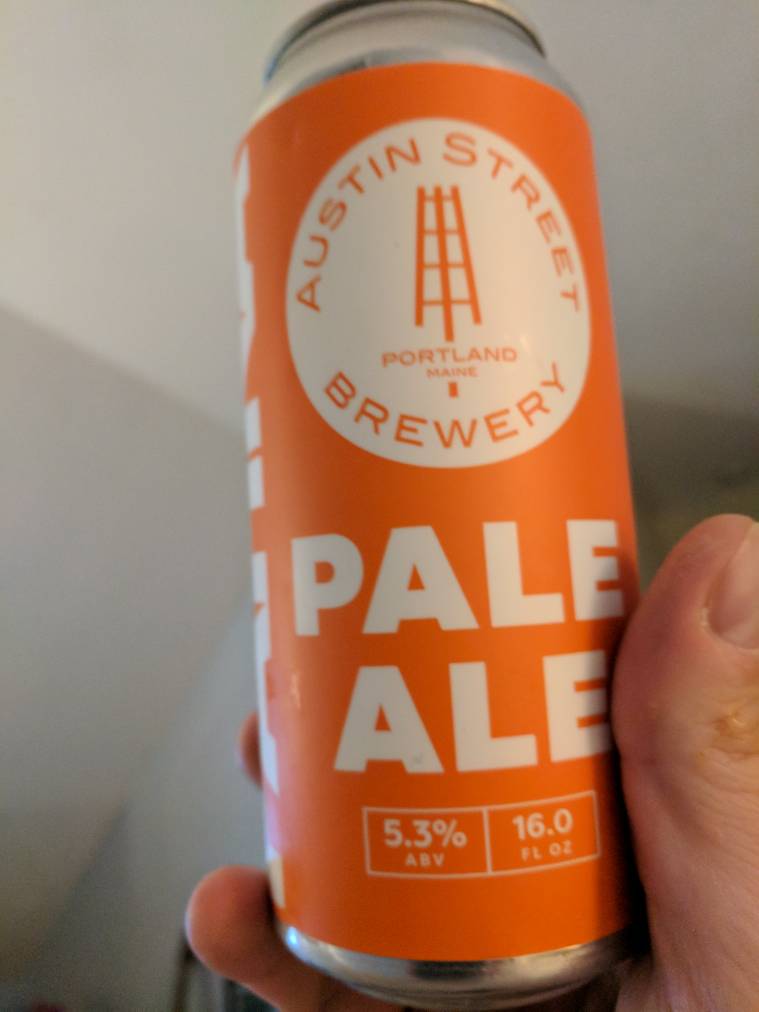 AUSTIN STREET
PORTLAND
MAINE
BREWERY
PALE
ALE
5.3%
ABV
16.0
FL OZ